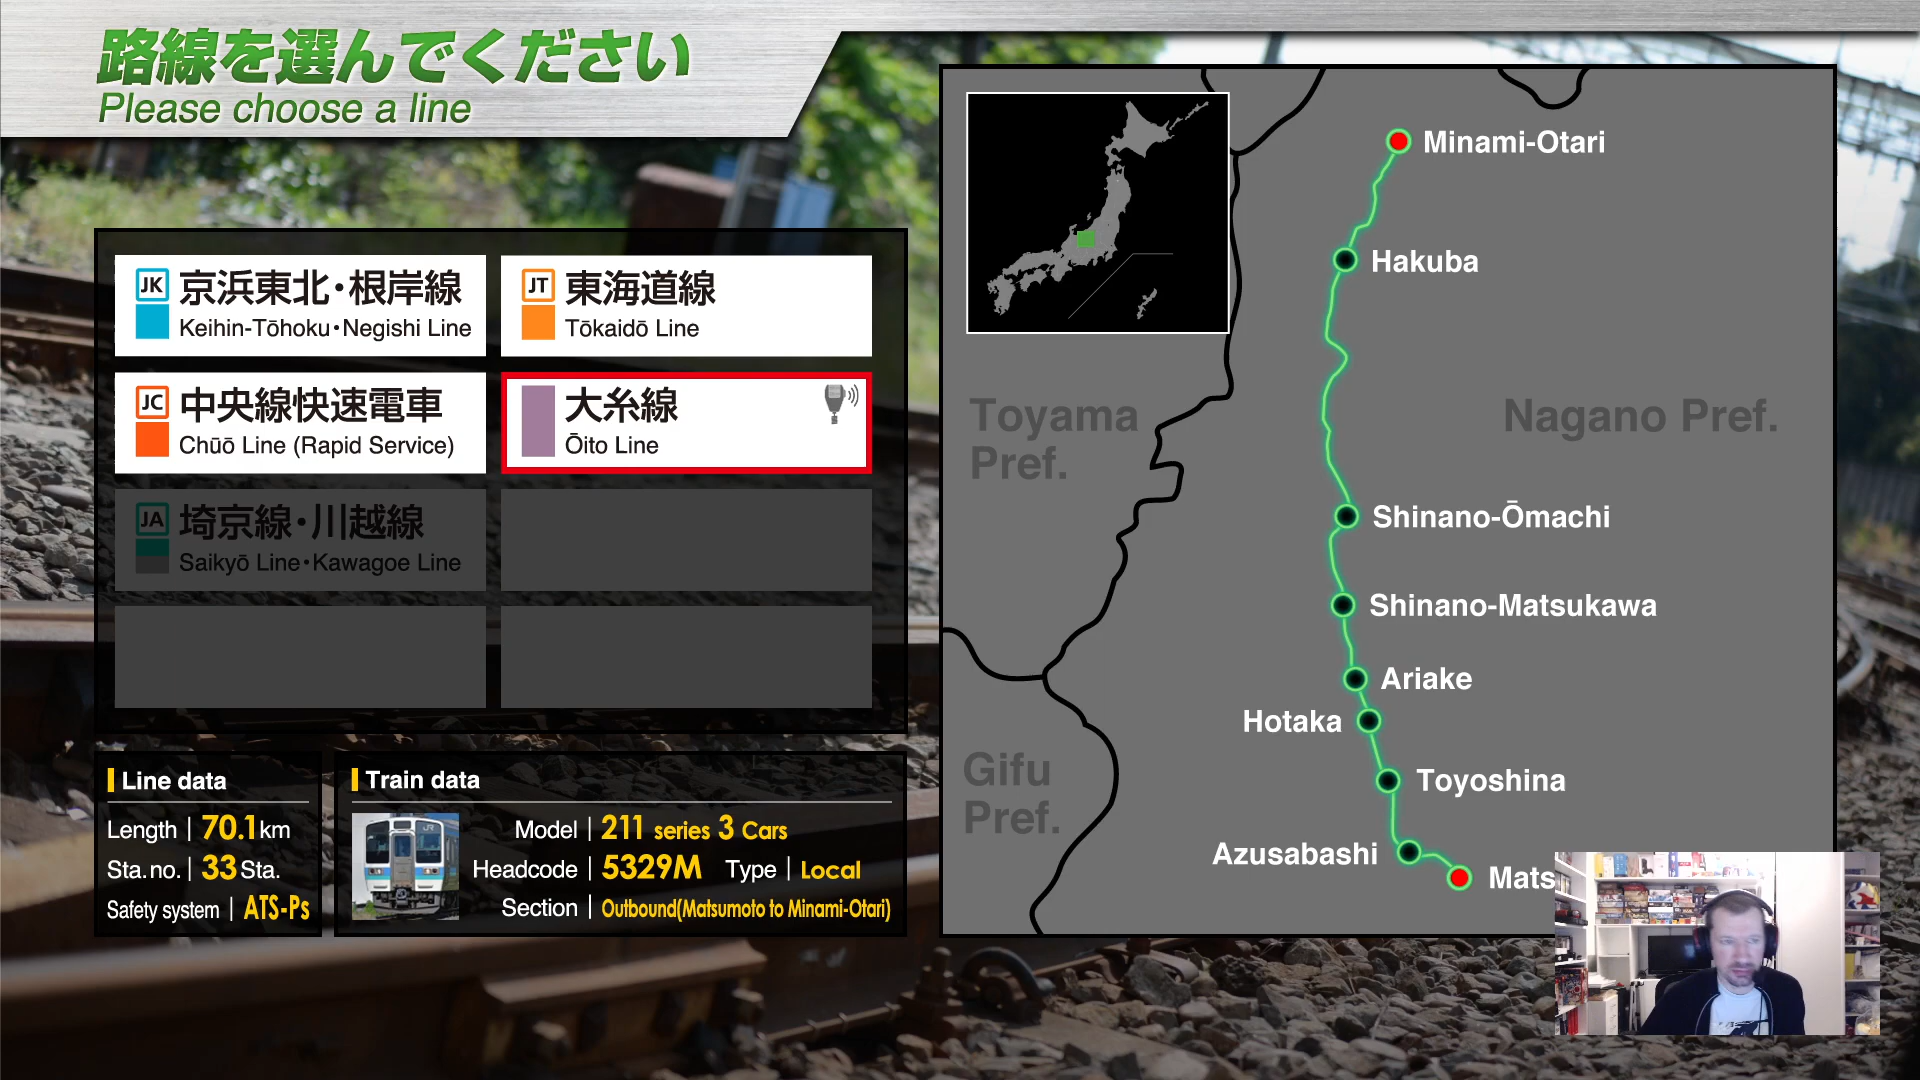 路線を選んでください
Please choose a line
JK 京浜東北・根岸線
Keihin-Tōhoku・Negishi Line
JT 東海道線
Tōkaidō Line
JC 中央線快速電車
Chūō Line (Rapid Service)
大糸線
Ōito Line
JA 埼京線・川越線
Saikyō Line・Kawagoe Line
Line data
Length | 70.1km
Sta.no. | 33 Sta.
Safety system | ATS-Ps
Train data
JR
Model | 211 series 3 Cars
Headcode | 5329M Type | Local
Section | Outbound(Matsumoto to Minami-Otari)
Minami-Otari
Hakuba
Toyama
Pref.
Nagano Pref.
Shinano-Ōmachi
Shinano-Matsukawa
Ariake
Hotaka
Gifu
Pref.
Toyoshina
Azusabashi
Mats